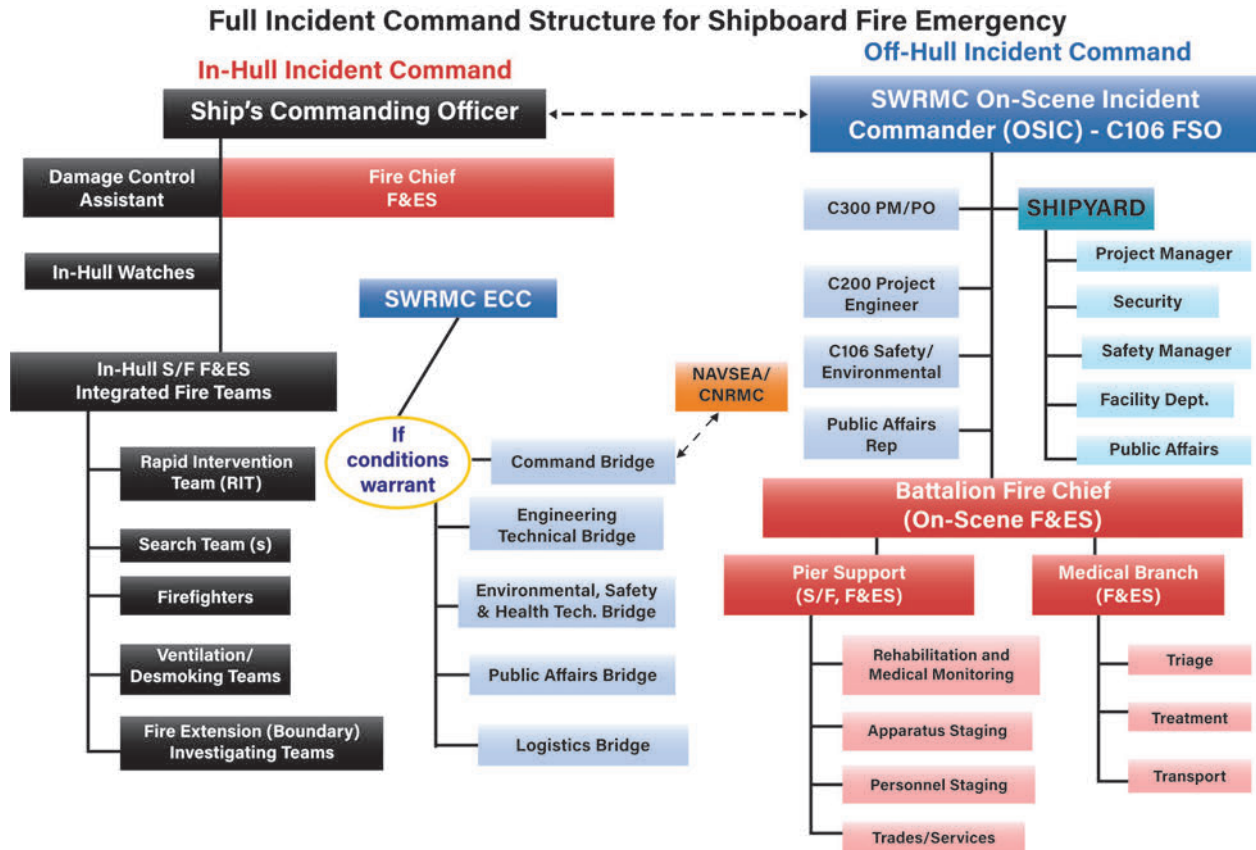 Full Incident Command Structure for Shipboard Fire Emergency
In-Hull Incident Command
Ship's Commanding Officer
Damage Control
Assistant
Fire Chief
F&ES
In-Hull Watches
In-Hull S/F F&ES
Integrated Fire Teams
Rapid Intervention
Team (RIT)
Search Team (s)
Firefighters
Ventilation/
Desmoking Teams
Fire Extension (Boundary)
Investigating Teams
SWRMC ECC
If
conditions
warrant
NAVSEA/
CNRMC
Command Bridge
Engineering
Technical Bridge
Environmental, Safety
& Health Tech. Bridge
Public Affairs Bridge
Logistics Bridge
Off-Hull Incident Command
SWRMC On-Scene Incident
Commander (OSIC) - C106 FSO
C300 PM/PO
C200 Project
Engineer
C106 Safety/
Environmental
Public Affairs
Rep
SHIPYARD
Project Manager
Security
Safety Manager
Facility Dept.
Public Affairs
Battalion Fire Chief
(On-Scene F&ES)
Pier Support
(S/F, F&ES)
Rehabilitation and
Medical Monitoring
Apparatus Staging
Personnel Staging
Trades/Services
Medical Branch
(F&ES)
Triage
Treatment
Transport